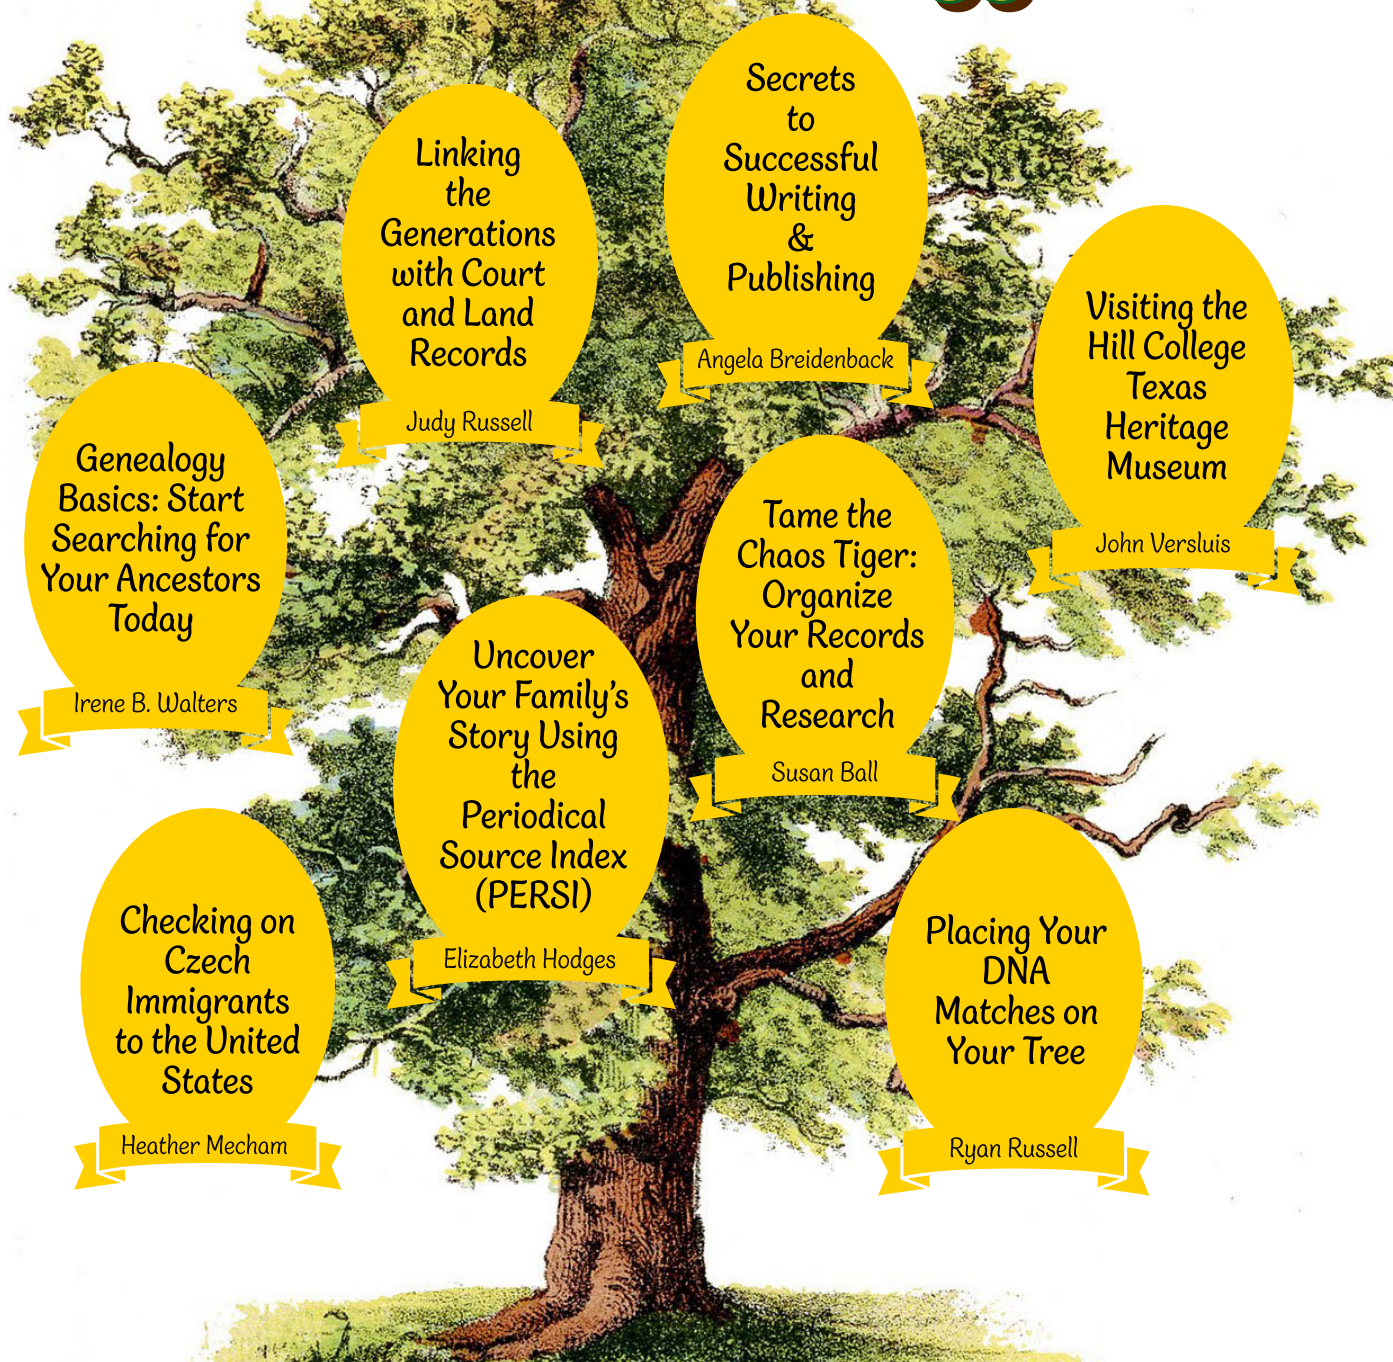 Secrets
to
Successful
Writing
&
Publishing
Angela Breidenback
Linking
the
Generations
with Court
and Land
Records
Judy Russell
Visiting the
Hill College
Texas
Heritage
Museum
John Versluis
Genealogy
Basics: Start
Searching for
Your Ancestors
Today
Irene B. Walters
Tame the
Chaos Tiger:
Organize
Your Records
and
Research
Susan Ball
Uncover
Your Family’s
Story Using
the
Periodical
Source Index
(PERSI)
Elizabeth Hodges
Checking on
Czech
Immigrants
to the United
States
Heather Mecham
Placing Your
DNA
Matches on
Your Tree
Ryan Russell